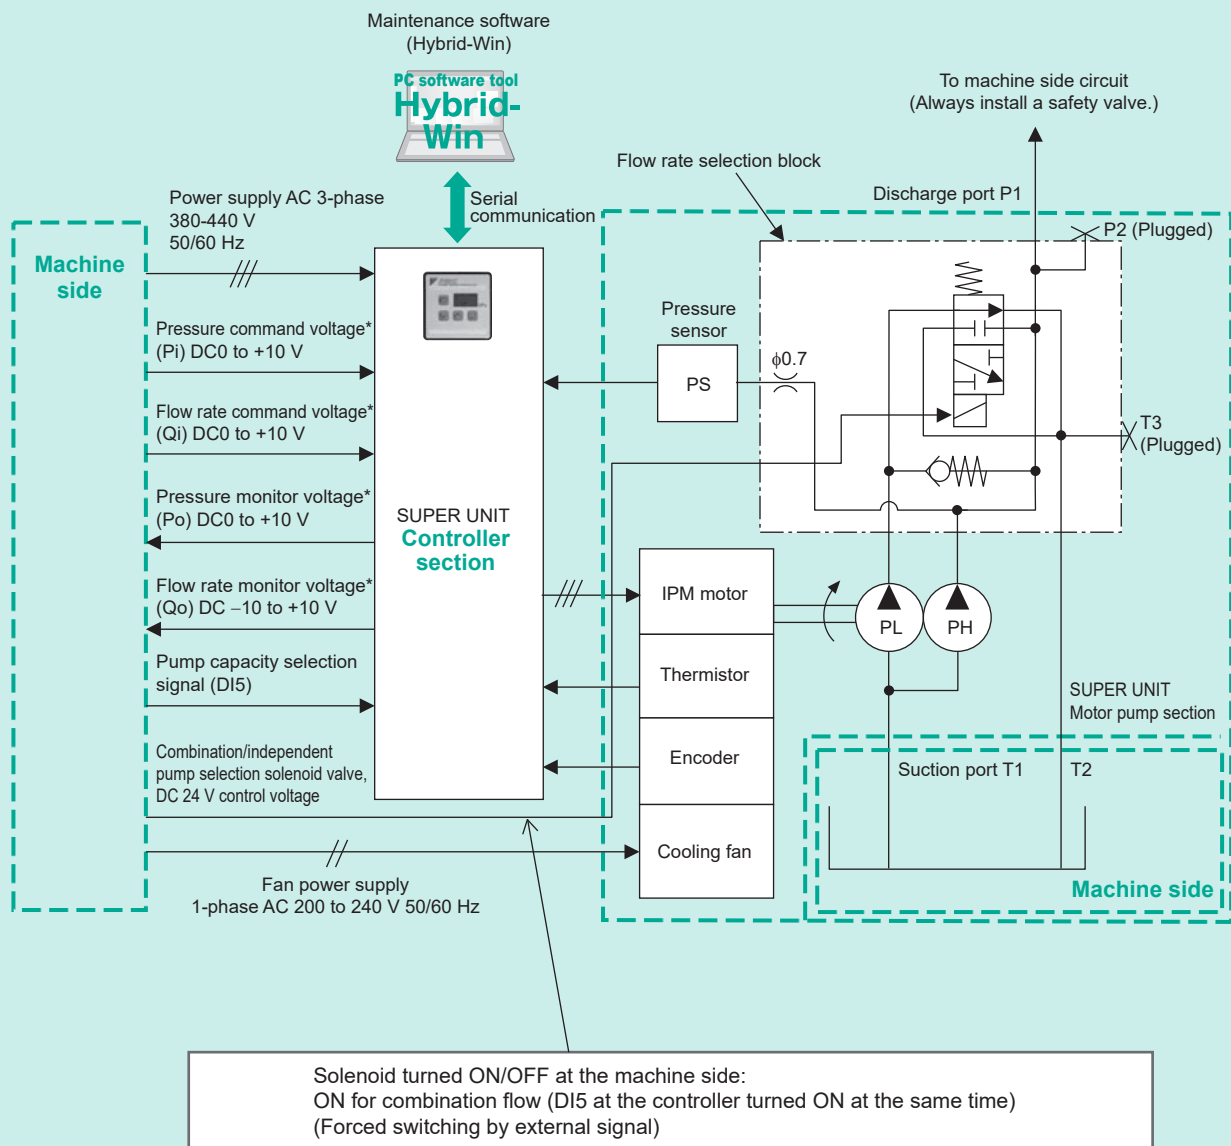 Maintenance software
(Hybrid-Win)
PC software tool
Hybrid-
Win
To machine side circuit
(Always install a safety valve.)
Flow rate selection block
Discharge port P1
P2 (Plugged)
Serial
communication
Power supply AC 3-phase
380-440 V
50/60 Hz
Machine
side
Pressure command voltage*
(Pi) DC0 to +10 V
Flow rate command voltage*
(Qi) DC0 to +10 V
Pressure monitor voltage*
(Po) DC0 to +10 V
Flow rate monitor voltage*
(Qo) DC –10 to +10 V
Pump capacity selection
signal (DI5)
Combination/independent
pump selection solenoid valve,
DC 24 V control voltage
Fan power supply
1-phase AC 200 to 240 V 50/60 Hz
SUPER UNIT
Controller
section
Pressure
sensor
PS
ϕ0.7
T3
(Plugged)
IPM motor
Thermistor
Encoder
Cooling fan
PL
PH
SUPER UNIT
Motor pump section
Suction port T1
T2
Machine side
Solenoid turned ON/OFF at the machine side:
ON for combination flow (DI5 at the controller turned ON at the same time)
(Forced switching by external signal)